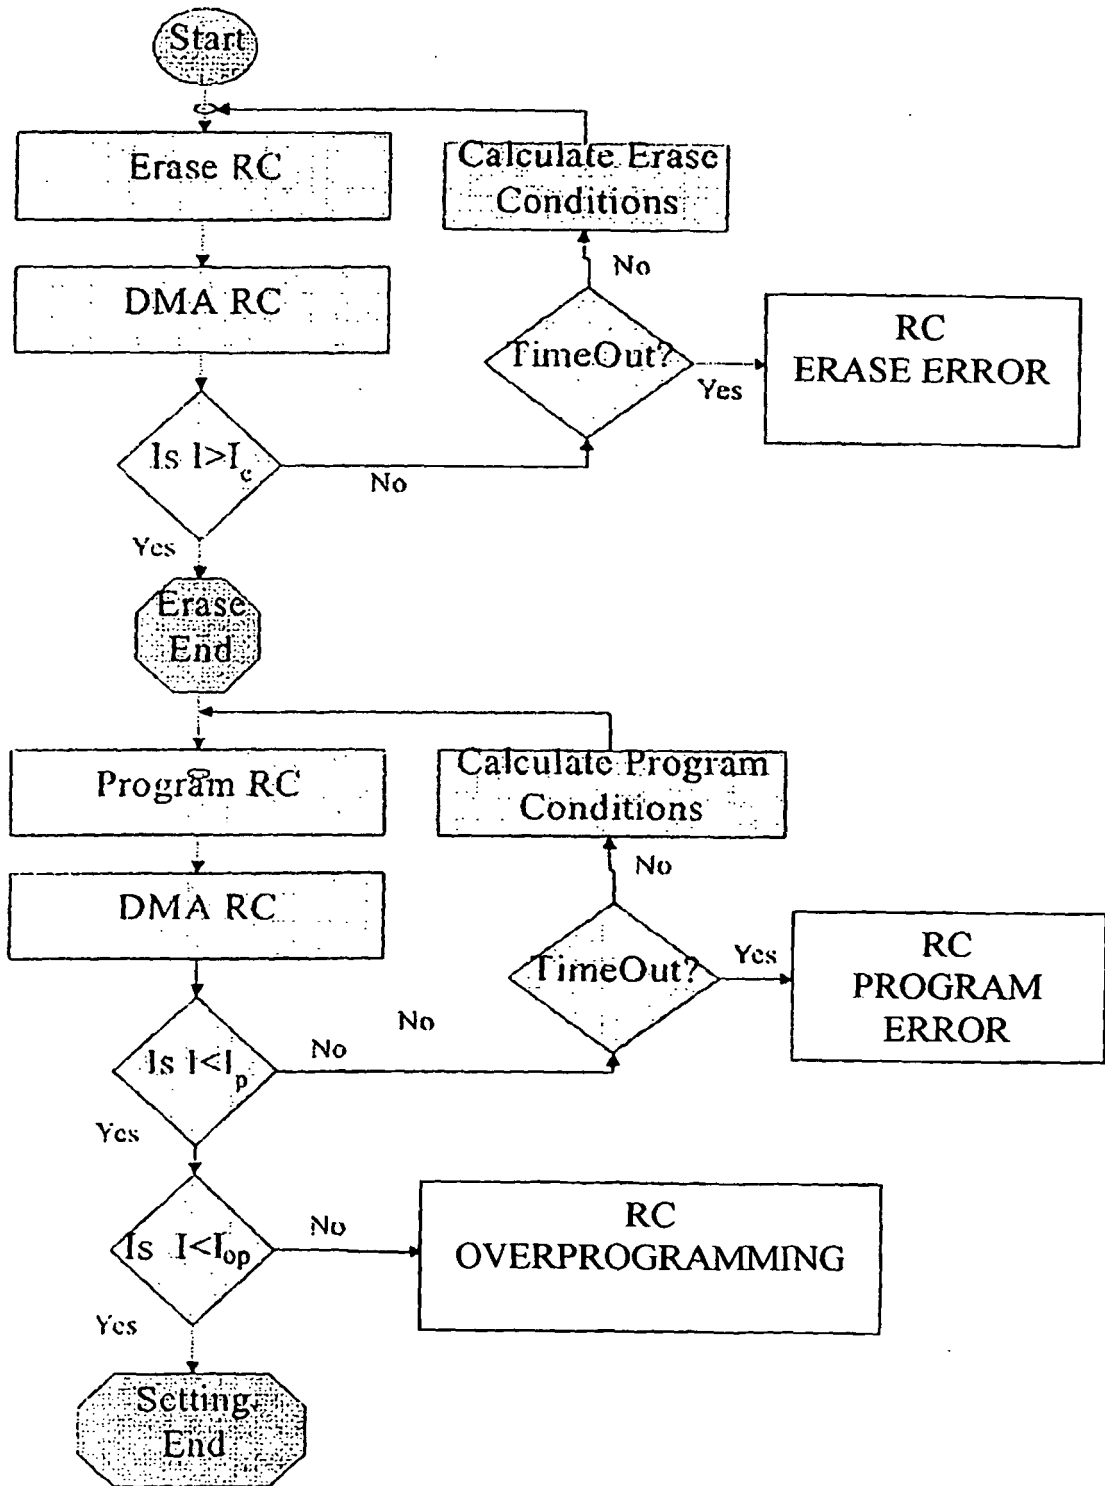 Start
Erase RC
Calculate Erase
Conditions
No
DMA RC
TimeOut?
Yes
RC
ERASE ERROR
Is I>Ie
No
Yes
Erase
End
Program RC
Calculate Program
Conditions
No
DMA RC
TimeOut?
Yes
RC
PROGRAM
ERROR
No
Is I<Ip
No
Yes
Is I<Iop
No
RC
OVERPROGRAMMING
Yes
Setting
End